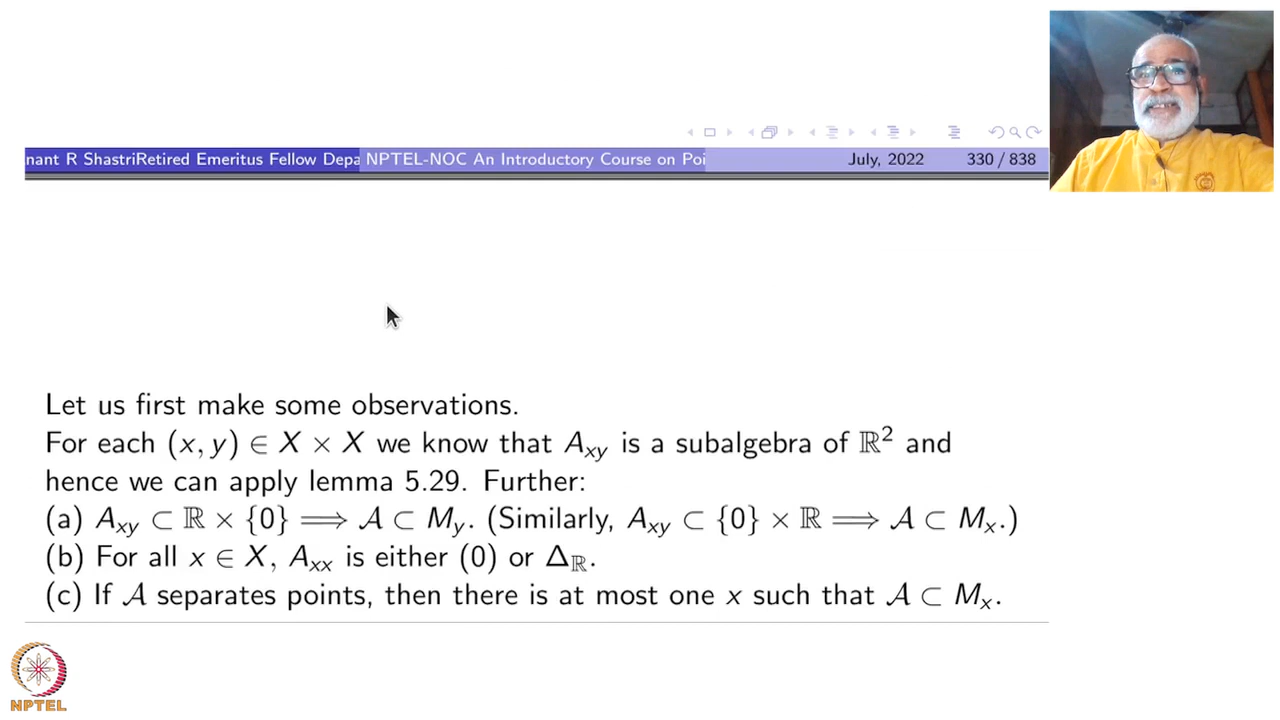 nant R ShastriRetired Emeritus Fellow Depa NPTEL-NOC An Introductory Course on Poi July, 2022 330 / 838
Let us first make some observations.
For each (x, y) ∈ X × X we know that A_{xy} is a subalgebra of ℝ² and
hence we can apply lemma 5.29. Further:
(a) A_{xy} ⊂ ℝ × {0} ⟹ 𝒜 ⊂ M_y. (Similarly, A_{xy} ⊂ {0} × ℝ ⟹ 𝒜 ⊂ M_x.)
(b) For all x ∈ X, A_{xx} is either (0) or Δ_ℝ.
(c) If 𝒜 separates points, then there is at most one x such that 𝒜 ⊂ M_x.
NPTEL